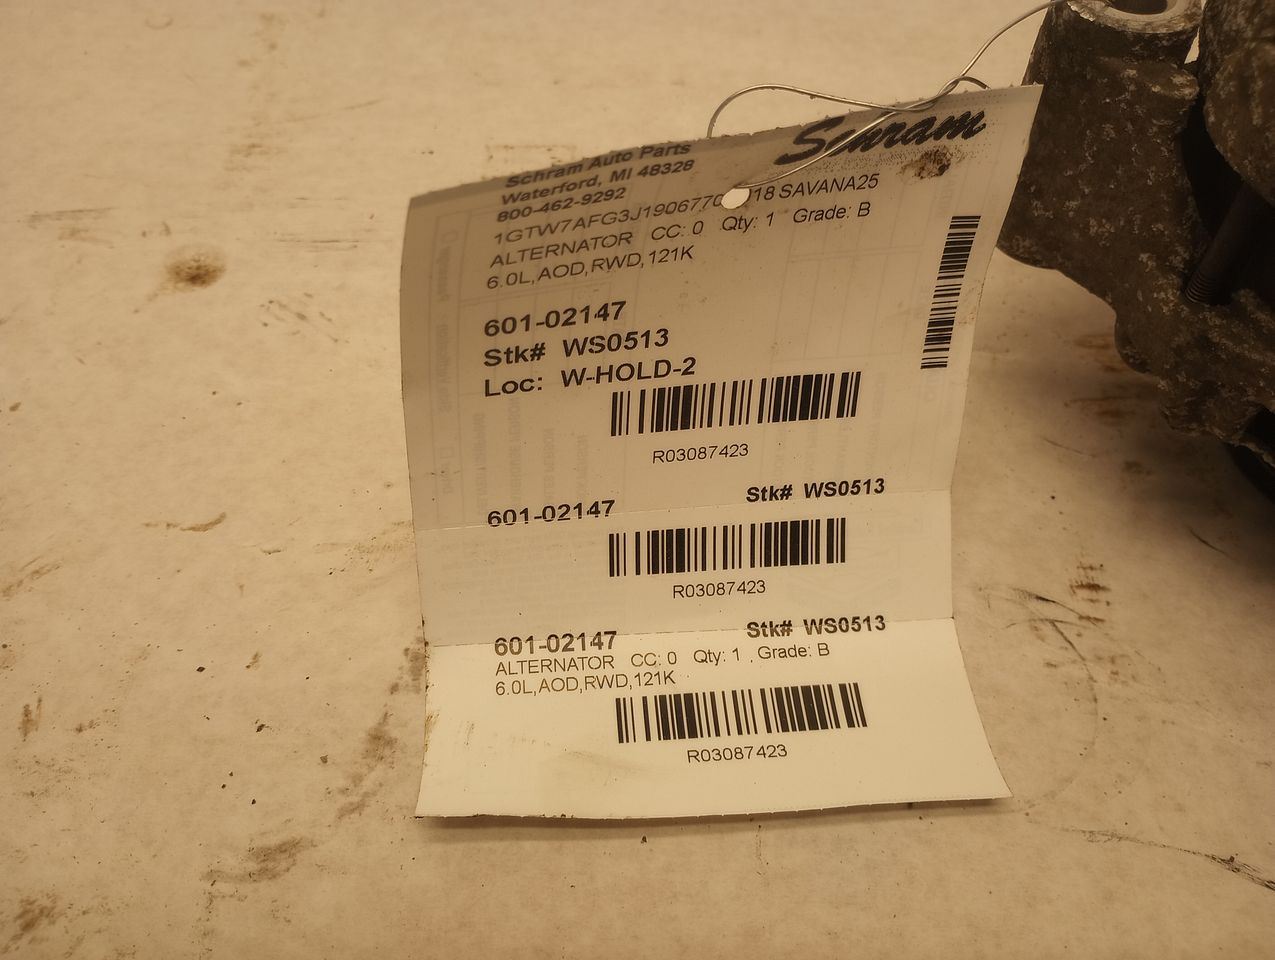 Schram
Schram Auto Parts
Waterford, MI 48328
800-462-9292
1GTW7AFG3J190677 18 SAVANA25
ALTERNATOR CC: 0 Qty: 1 Grade: B
6.0L,AOD,RWD,121K
601-02147
Stk# WS0513
Loc: W-HOLD-2
R03087423
601-02147 Stk# WS0513
R03087423
601-02147 Stk# WS0513
ALTERNATOR CC: 0 Qty: 1 , Grade: B
6.0L,AOD,RWD,121K
R03087423